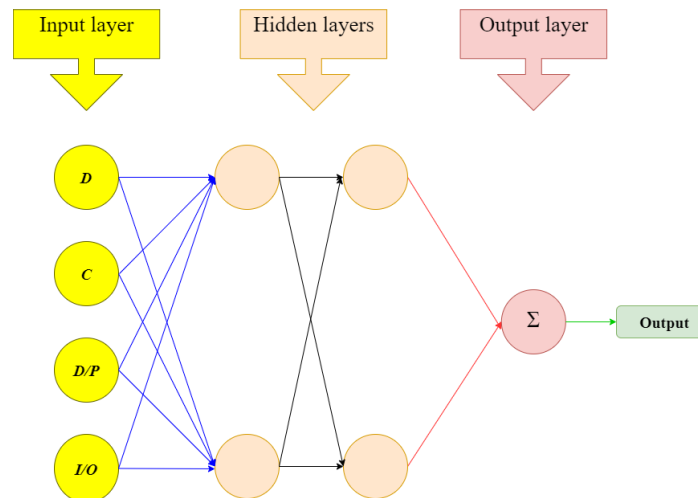 Input layer
Hidden layers
Output layer
D
C
D/P
I/O
Σ
Output